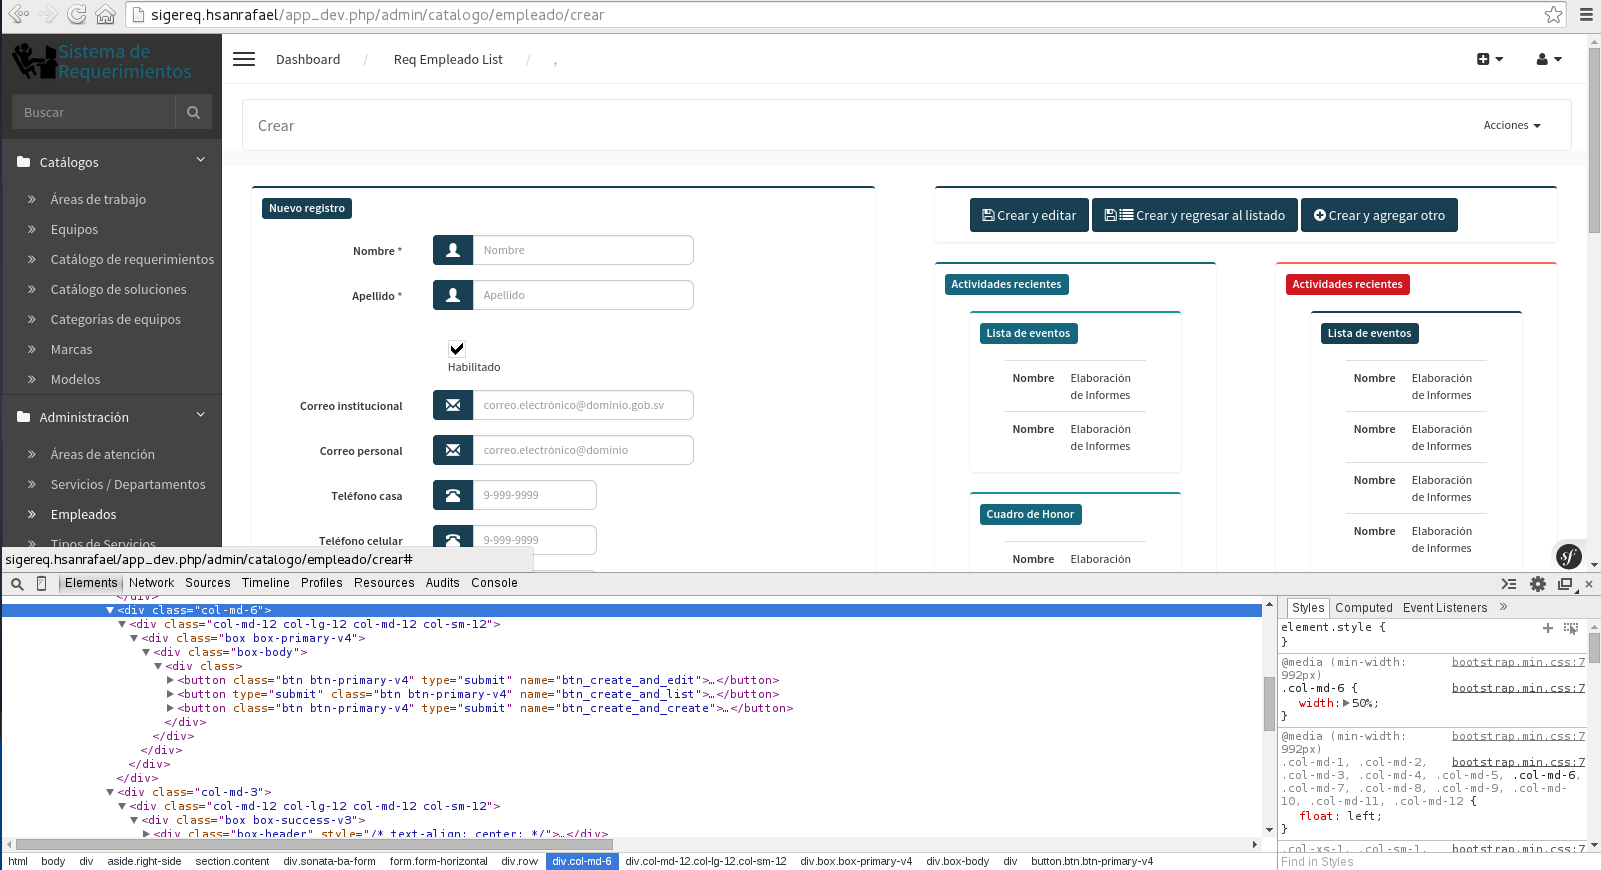 sigereq.hsanrafael/app_dev.php/admin/catalogo/empleado/crear
Sistema de
Requerimientos
Buscar
Catálogos
Áreas de trabajo
Equipos
Catálogo de requerimientos
Catálogo de soluciones
Categorías de equipos
Marcas
Modelos
Administración
Áreas de atención
Servicios / Departamentos
Empleados
Tipos de Servicios
sigereq.hsanrafael/app_dev.php/admin/catalogo/empleado/crear#
Dashboard / Req Empleado List / ,
Crear
Acciones
Nuevo registro
Nombre * Nombre
Apellido * Apellido
Habilitado
Correo institucional correo.electrónico@dominio.gob.sv
Correo personal correo.electrónico@dominio
Teléfono casa 9-999-9999
Teléfono celular 9-999-9999
Crear y editar Crear y regresar al listado Crear y agregar otro
Actividades recientes
Lista de eventos
Nombre Elaboración
de Informes
Nombre Elaboración
de Informes
Cuadro de Honor
Nombre Elaboración
Actividades recientes
Lista de eventos
Nombre Elaboración
de Informes
Nombre Elaboración
de Informes
Nombre Elaboración
de Informes
Nombre Elaboración
de Informes
sf
Elements Network Sources Timeline Profiles Resources Audits Console
</div>
<div class="col-md-6">
<div class="col-md-12 col-lg-12 col-md-12 col-sm-12">
<div class="box box-primary-v4">
<div class="box-body">
<div class>
<button class="btn btn-primary-v4" type="submit" name="btn_create_and_edit">…</button>
<button type="submit" class="btn btn-primary-v4" name="btn_create_and_list">…</button>
<button class="btn btn-primary-v4" type="submit" name="btn_create_and_create">…</button>
</div>
</div>
</div>
</div>
</div>
<div class="col-md-3">
<div class="col-md-12 col-lg-12 col-md-12 col-sm-12">
<div class="box box-success-v3">
<div class="box-header" style="/* text-align: center; */">…</div>
html body div aside.right-side section.content div.sonata-ba-form form.form-horizontal div.row div.col-md-6 div.col-md-12.col-lg-12.col-sm-12 div.box.box-primary-v4 div.box-body div button.btn.btn-primary-v4
Styles Computed Event Listeners »
element.style {
}
@media (min-width: bootstrap.min.css:7
992px)
.col-md-6 { bootstrap.min.css:7
width: 50%;
}
@media (min-width: bootstrap.min.css:7
992px)
.col-md-1, .col-md-2, bootstrap.min.css:7
.col-md-3, .col-md-4, .col-md-5, .col-md-6,
.col-md-7, .col-md-8, .col-md-9, .col-md-
10, .col-md-11, .col-md-12 {
float: left;
}
.col-xs-1, .col-sm-1, bootstrap.min.css:7
Find in Styles